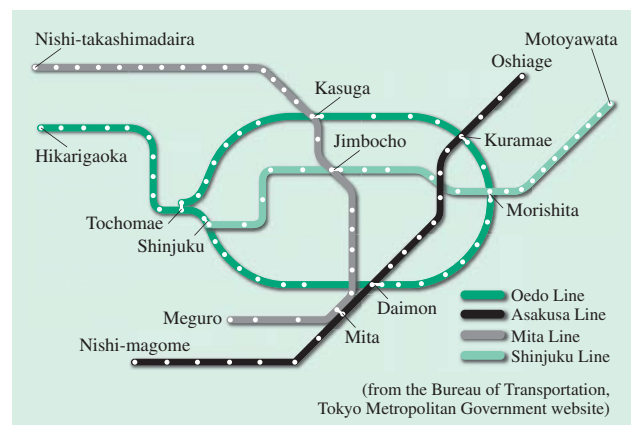 Nishi-takashimadaira
Motoyawata
Oshiage
Kasuga
Jimbocho
Kuramae
Hikarigaoka
Tochomae
Shinjuku
Morishita
Daimon
Meguro
Mita
Nishi-magome
Oedo Line
Asakusa Line
Mita Line
Shinjuku Line
(from the Bureau of Transportation,
Tokyo Metropolitan Government website)